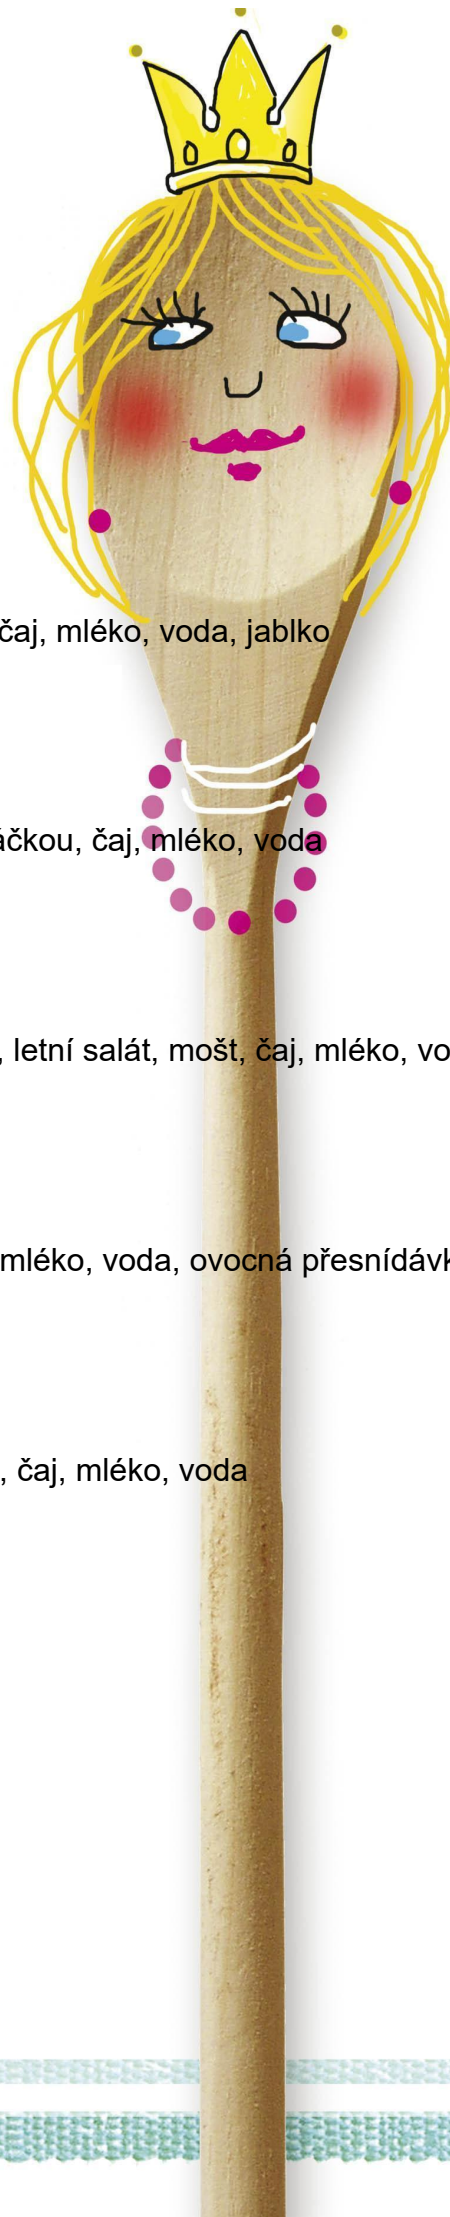 čaj, mléko, voda, jablko
áčkou, čaj, mléko, voda
, letní salát, mošt, čaj, mléko, vo
mléko, voda, ovocná přesnídávk
, čaj, mléko, voda